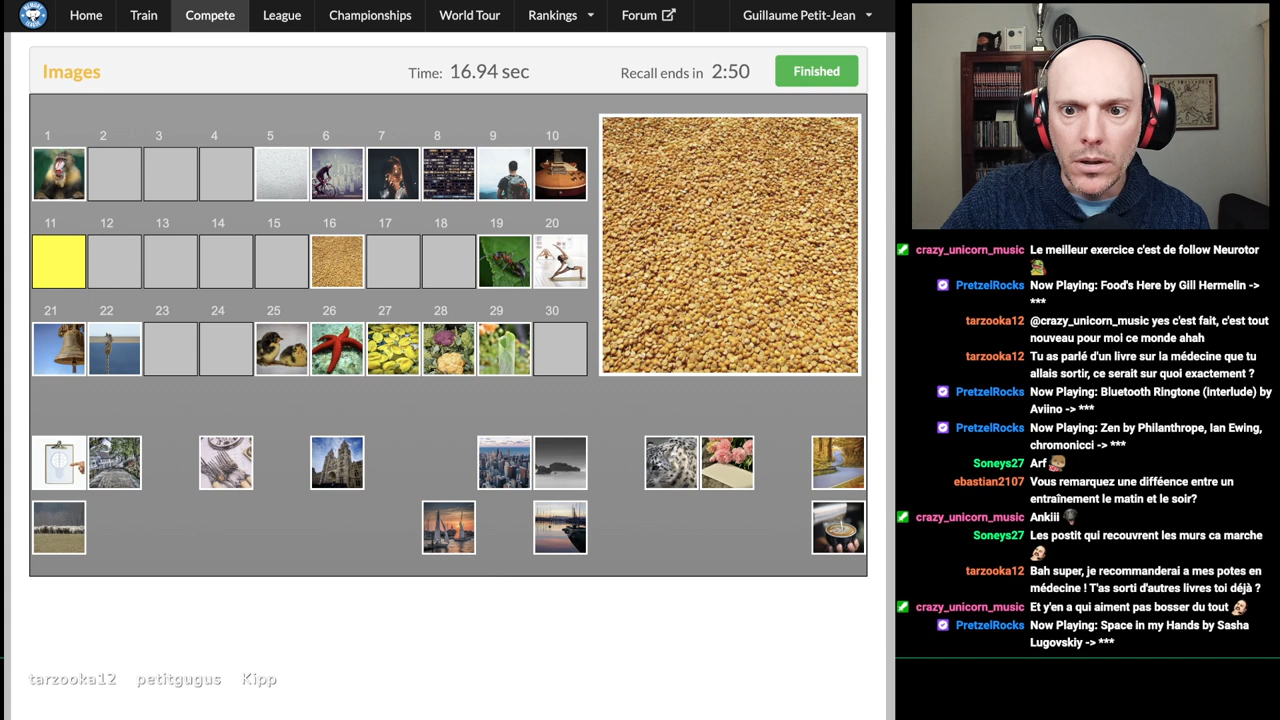 Home Train Compete League Championships World Tour Rankings Forum Guillaume Petit-Jean
Images Time: 16.94 sec Recall ends in 2:50 Finished
1 2 3 4 5 6 7 8 9 10
11 12 13 14 15 16 17 18 19 20
21 22 23 24 25 26 27 28 29 30
tarzooka12 petitgugus Kipp
crazy_unicorn_music Le meilleur exercice c'est de follow Neurotor
PretzelRocks Now Playing: Food's Here by Gill Hermelin ->
***
tarzooka12 @crazy_unicorn_music yes c'est fait, c'est tout
nouveau pour moi ce monde ahah
tarzooka12 Tu as parlé d'un livre sur la médecine que tu
allais sortir, ce serait sur quoi exactement ?
PretzelRocks Now Playing: Bluetooth Ringtone (interlude) by
Aviino -> ***
PretzelRocks Now Playing: Zen by Philanthrope, Ian Ewing,
chromonicci -> ***
Soneys27 Arf
ebastian2107 Vous remarquez une difféence entre un
entraînement le matin et le soir?
crazy_unicorn_music Ankiii
Soneys27 Les postit qui recouvrent les murs ca marche
tarzooka12 Bah super, je recommanderai a mes potes en
médecine ! T'as sorti d'autres livres toi déjà ?
crazy_unicorn_music Et y'en a qui aiment pas bosser du tout
PretzelRocks Now Playing: Space in my Hands by Sasha
Lugovskiy -> ***